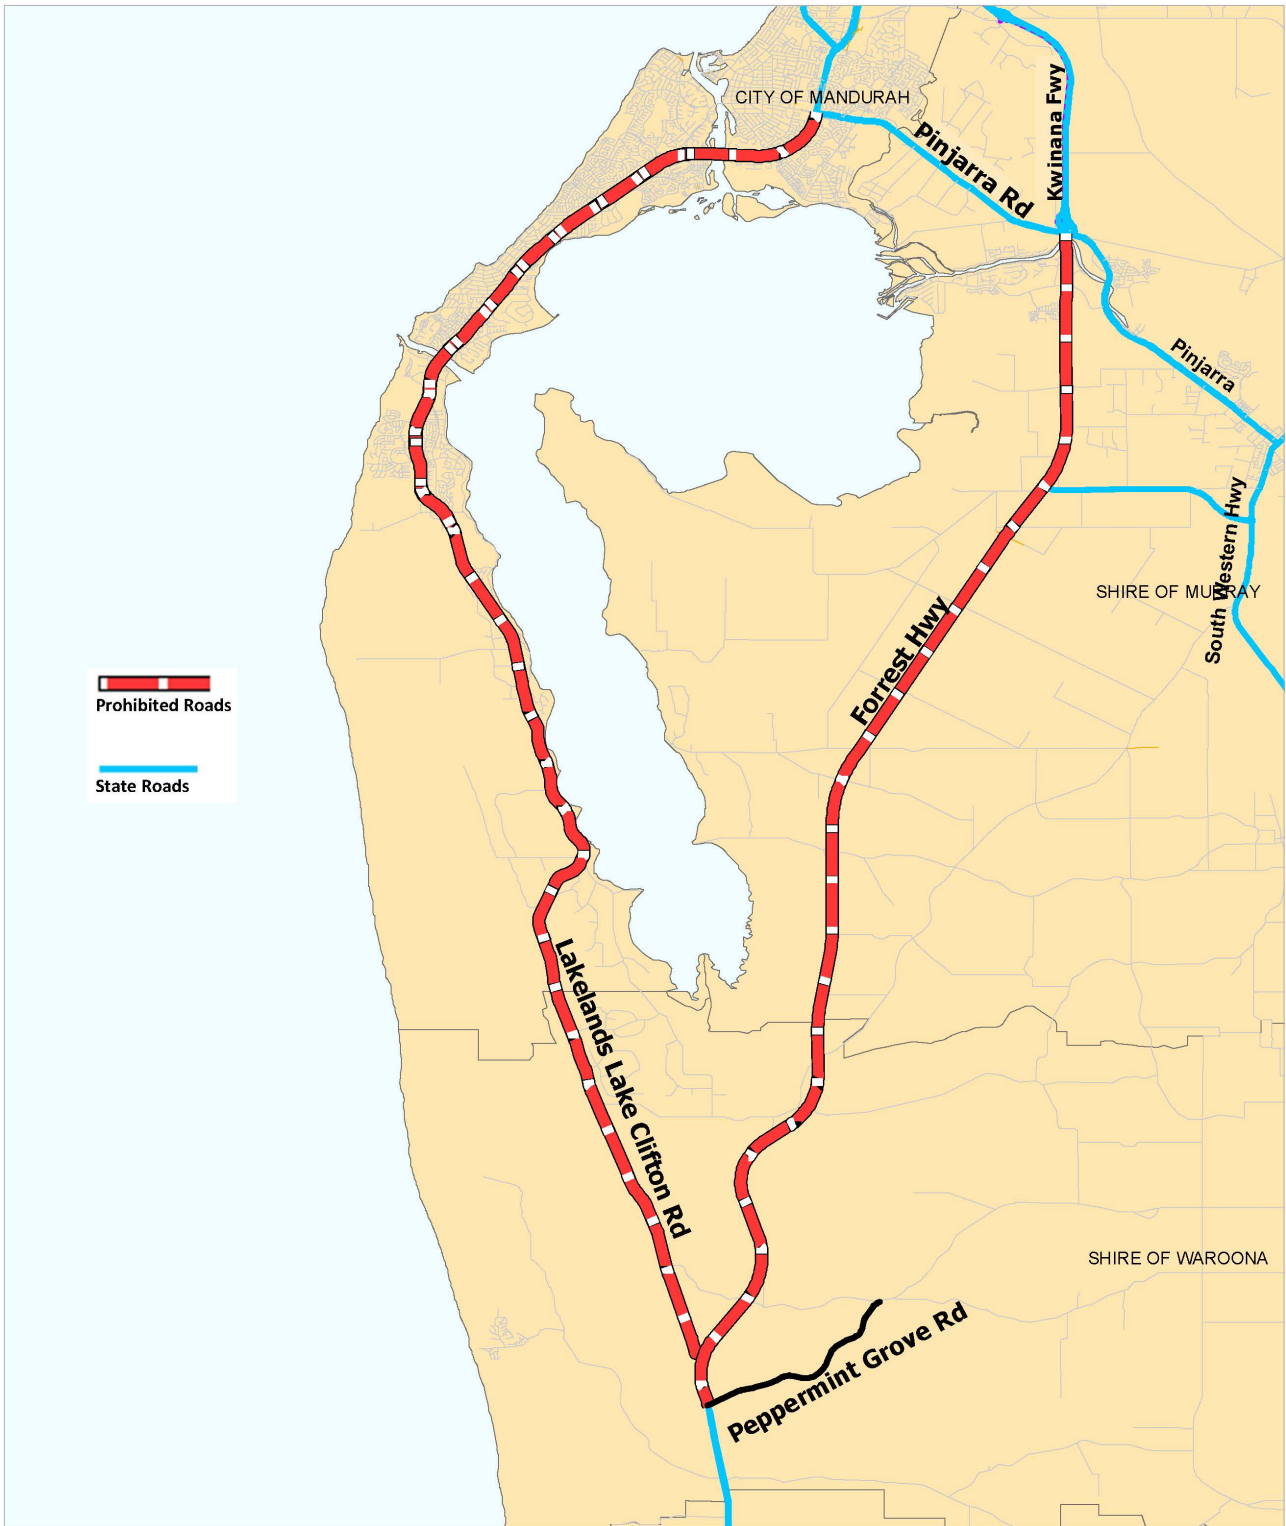 CITY OF MANDURAH
Kwinana Fwy
Pinjarra Rd
Pinjarra
South Western Hwy
SHIRE OF MURRAY
Forrest Hwy
Prohibited Roads
State Roads
Lakelands Lake Clifton Rd
SHIRE OF WAROONA
Peppermint Grove Rd